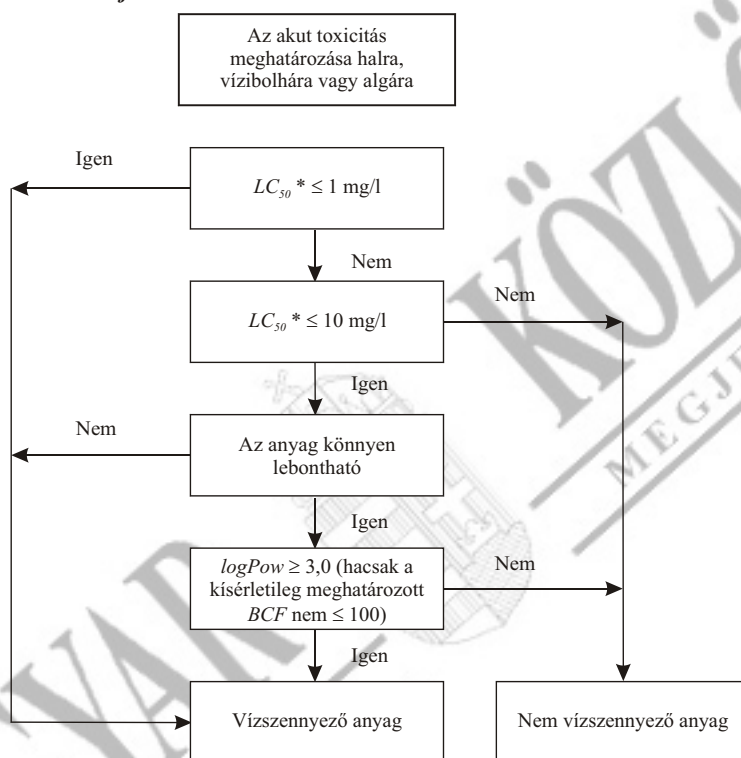 Az akut toxicitás
meghatározása halra,
vízibolhára vagy algára
Igen
LC50 * ≤ 1 mg/l
Nem
LC50 * ≤ 10 mg/l
Nem
Igen
Nem
Az anyag könnyen
lebontható
Igen
logPow ≥ 3,0 (hacsak a
kísérletileg meghatározott
BCF nem ≤ 100)
Nem
Igen
Vízszennyező anyag
Nem vízszennyező anyag